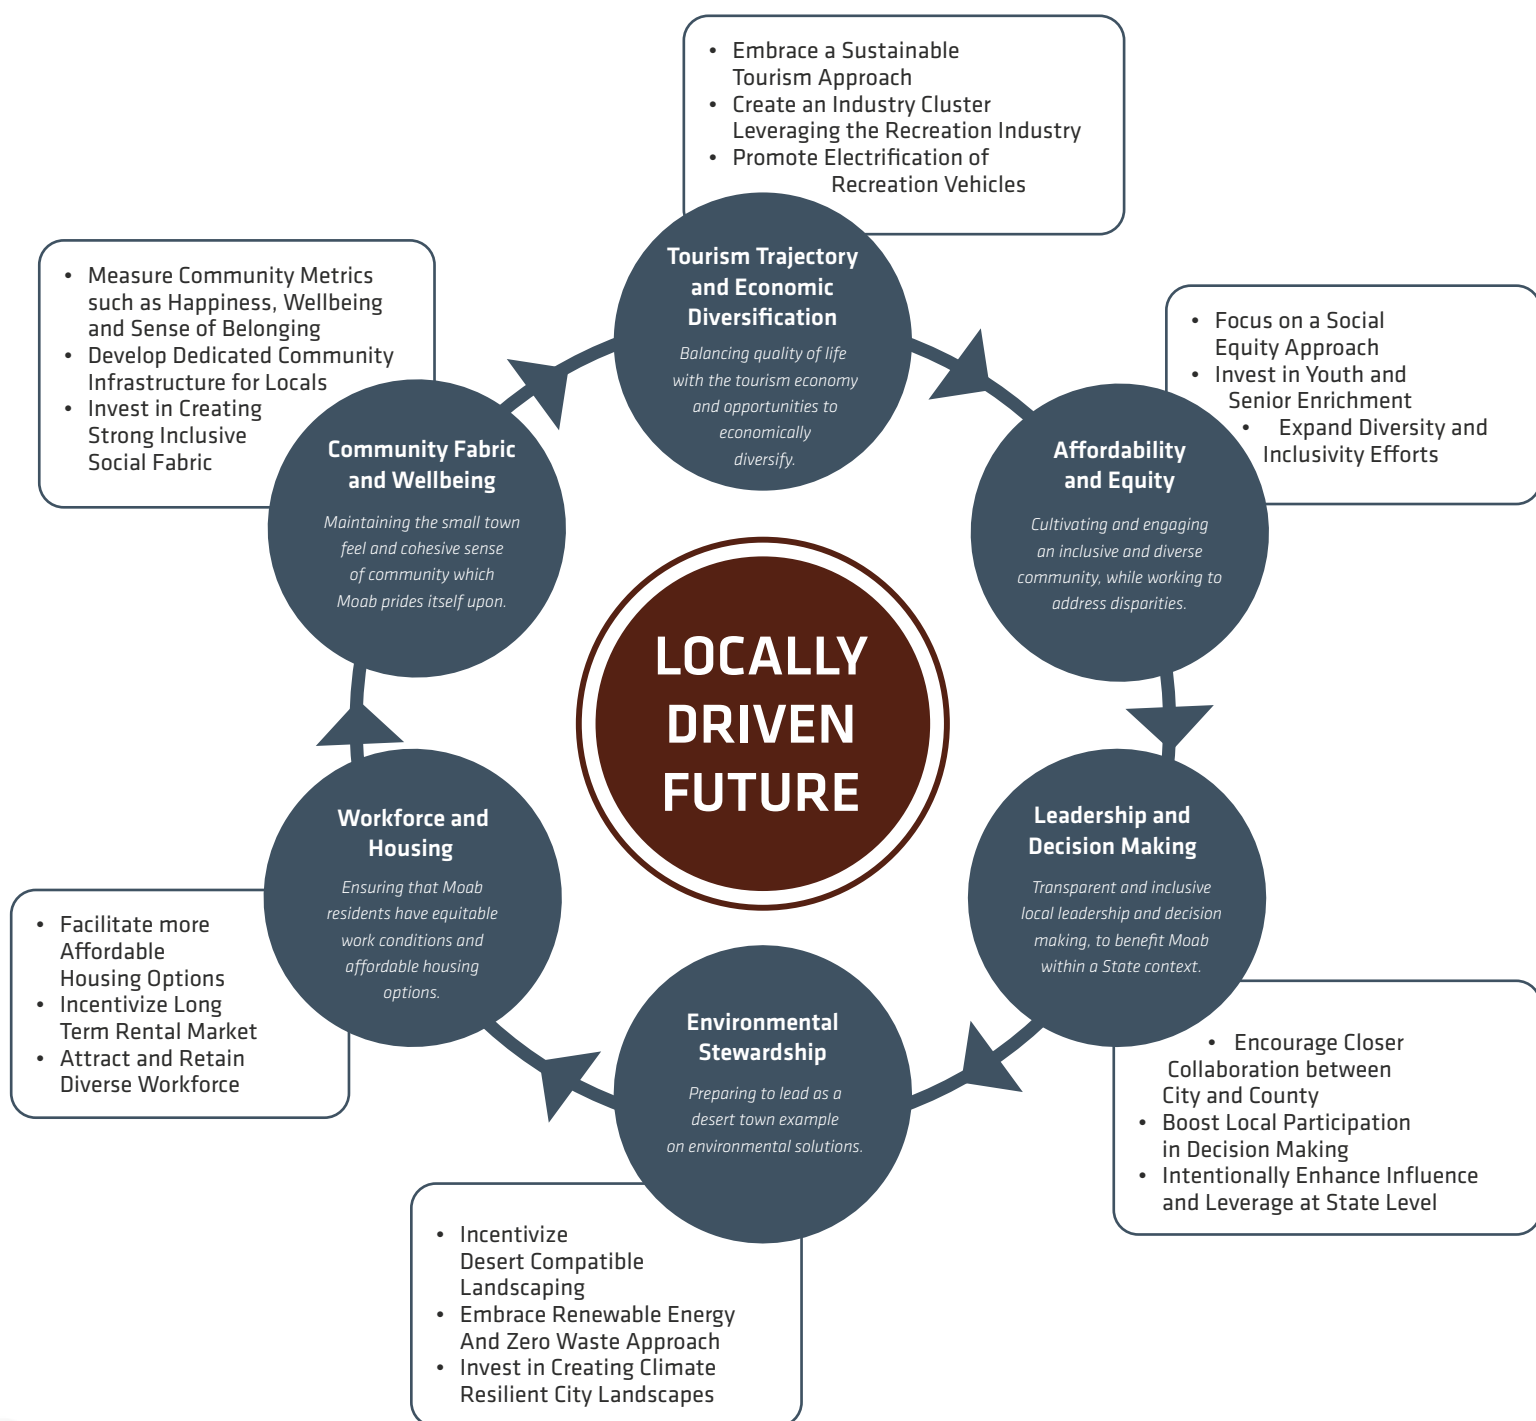 • Embrace a Sustainable
Tourism Approach
• Create an Industry Cluster
Leveraging the Recreation Industry
• Promote Electrification of
Recreation Vehicles
Tourism Trajectory
and Economic
Diversification
Balancing quality of life
with the tourism economy
and opportunities to
economically
diversify.
• Focus on a Social
Equity Approach
• Invest in Youth and
Senior Enrichment
• Expand Diversity and
Inclusivity Efforts
Affordability
and Equity
Cultivating and engaging
an inclusive and diverse
community, while working to
address disparities.
Leadership and
Decision Making
Transparent and inclusive
local leadership and decision
making, to benefit Moab
within a State context.
• Encourage Closer
Collaboration between
City and County
• Boost Local Participation
in Decision Making
• Intentionally Enhance Influence
and Leverage at State Level
Environmental
Stewardship
Preparing to lead as a
desert town example
on environmental solutions.
• Incentivize
Desert Compatible
Landscaping
• Embrace Renewable Energy
And Zero Waste Approach
• Invest in Creating Climate
Resilient City Landscapes
Workforce and
Housing
Ensuring that Moab
residents have equitable
work conditions and
affordable housing
options.
• Facilitate more
Affordable
Housing Options
• Incentivize Long
Term Rental Market
• Attract and Retain
Diverse Workforce
• Measure Community Metrics
such as Happiness, Wellbeing
and Sense of Belonging
• Develop Dedicated Community
Infrastructure for Locals
• Invest in Creating
Strong Inclusive
Social Fabric
Community Fabric
and Wellbeing
Maintaining the small town
feel and cohesive sense
of community which
Moab prides itself upon.
LOCALLY
DRIVEN
FUTURE